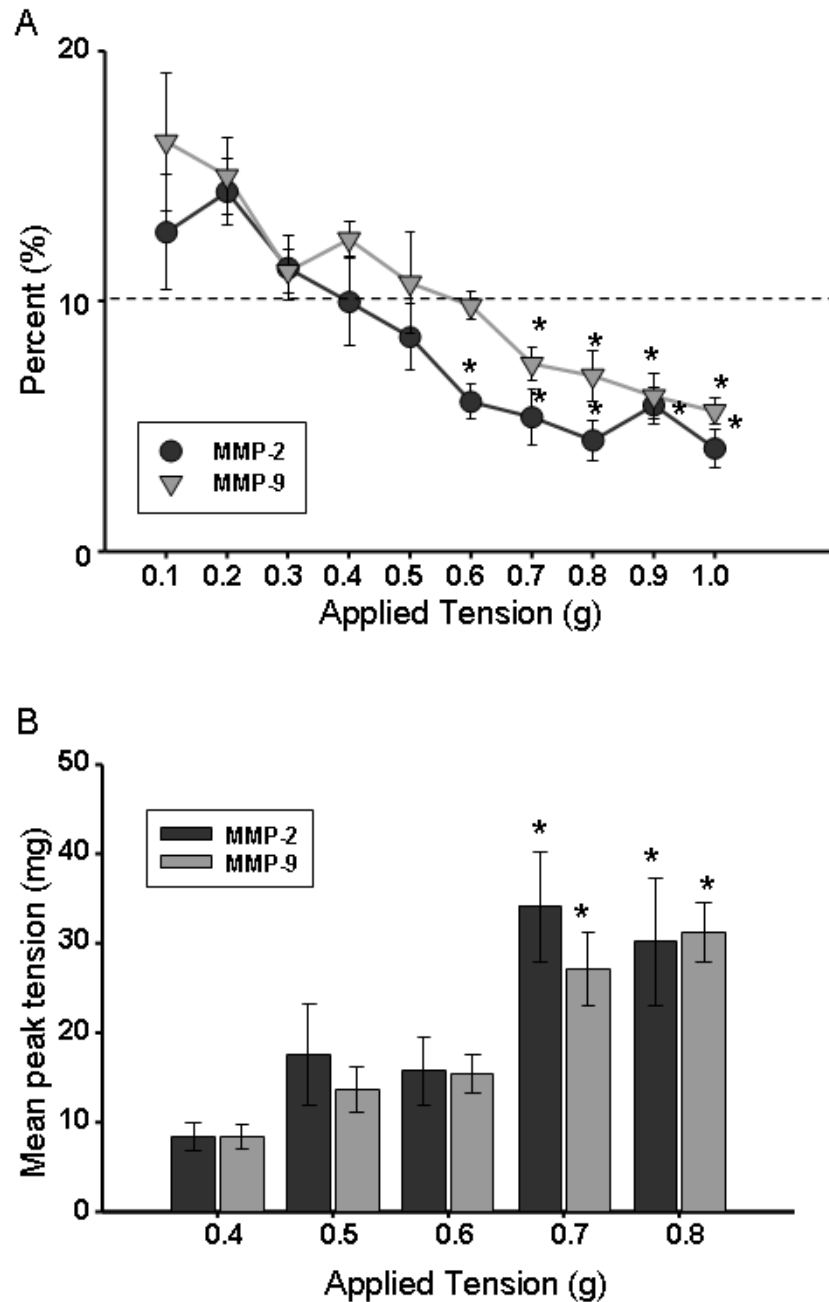 A
20
10
0
Percent (%)
* * * *
* * * * *
MMP-2
MMP-9
0.1 0.2 0.3 0.4 0.5 0.6 0.7 0.8 0.9 1.0
Applied Tension (g)
B
50
40
30
20
10
0
Mean peak tension (mg)
MMP-2
MMP-9
* * * *
0.4 0.5 0.6 0.7 0.8
Applied Tension (g)